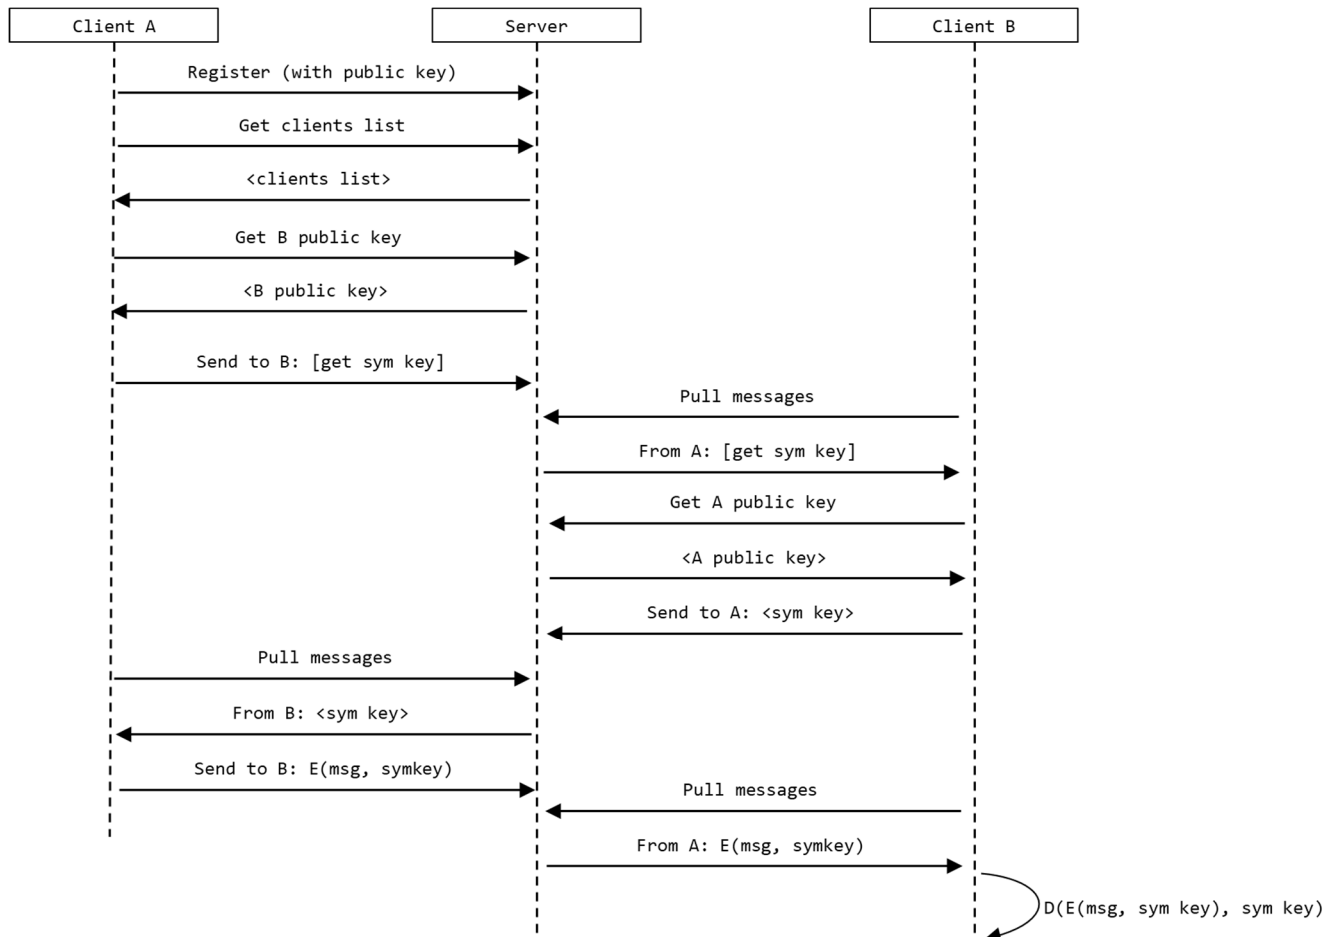 Client A
Server
Client B
Register (with public key)
Get clients list
<clients list>
Get B public key
<B public key>
Send to B: [get sym key]
Pull messages
From A: [get sym key]
Get A public key
<A public key>
Send to A: <sym key>
Pull messages
From B: <sym key>
Send to B: E(msg, symkey)
Pull messages
From A: E(msg, symkey)
D(E(msg, sym key), sym key)